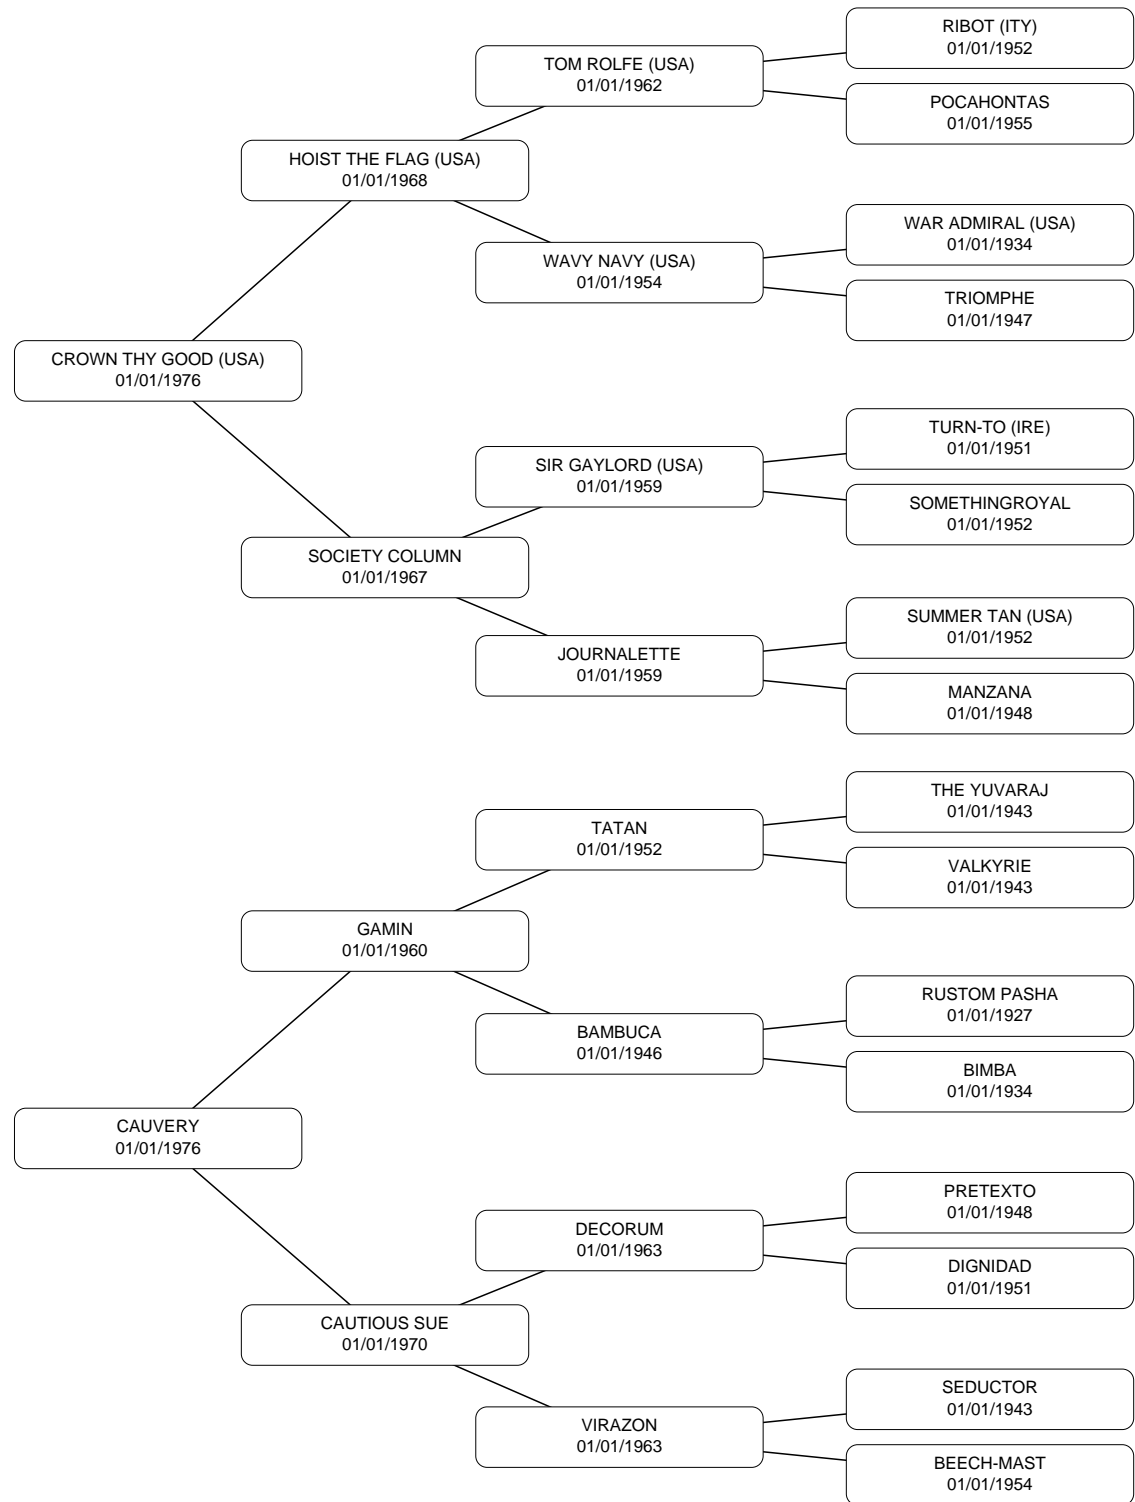 RIBOT (ITY)
01/01/1952
TOM ROLFE (USA)
01/01/1962
POCAHONTAS
01/01/1955
HOIST THE FLAG (USA)
01/01/1968
WAR ADMIRAL (USA)
01/01/1934
WAVY NAVY (USA)
01/01/1954
TRIOMPHE
01/01/1947
CROWN THY GOOD (USA)
01/01/1976
TURN-TO (IRE)
01/01/1951
SIR GAYLORD (USA)
01/01/1959
SOMETHINGROYAL
01/01/1952
SOCIETY COLUMN
01/01/1967
SUMMER TAN (USA)
01/01/1952
JOURNALETTE
01/01/1959
MANZANA
01/01/1948
THE YUVARAJ
01/01/1943
TATAN
01/01/1952
VALKYRIE
01/01/1943
GAMIN
01/01/1960
RUSTOM PASHA
01/01/1927
BAMBUCA
01/01/1946
BIMBA
01/01/1934
CAUVERY
01/01/1976
PRETEXTO
01/01/1948
DECORUM
01/01/1963
DIGNIDAD
01/01/1951
CAUTIOUS SUE
01/01/1970
SEDUCTOR
01/01/1943
VIRAZON
01/01/1963
BEECH-MAST
01/01/1954